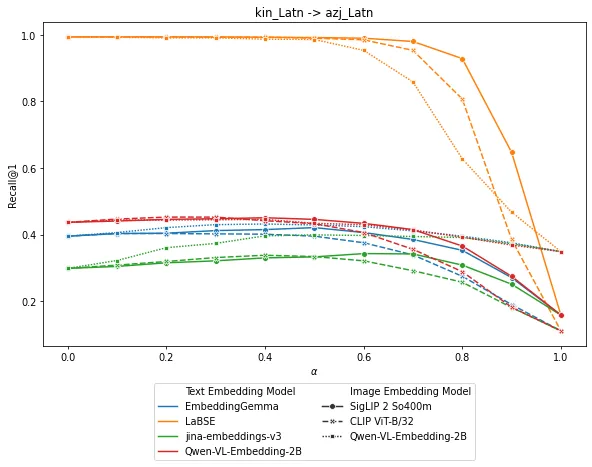 kin_Latn -> azj_Latn
Recall@1
1.0
0.8
0.6
0.4
0.2
0.0 0.2 0.4 0.6 0.8 1.0
α
Text Embedding Model Image Embedding Model
EmbeddingGemma SigLIP 2 So400m
LaBSE CLIP ViT-B/32
jina-embeddings-v3 Qwen-VL-Embedding-2B
Qwen-VL-Embedding-2B